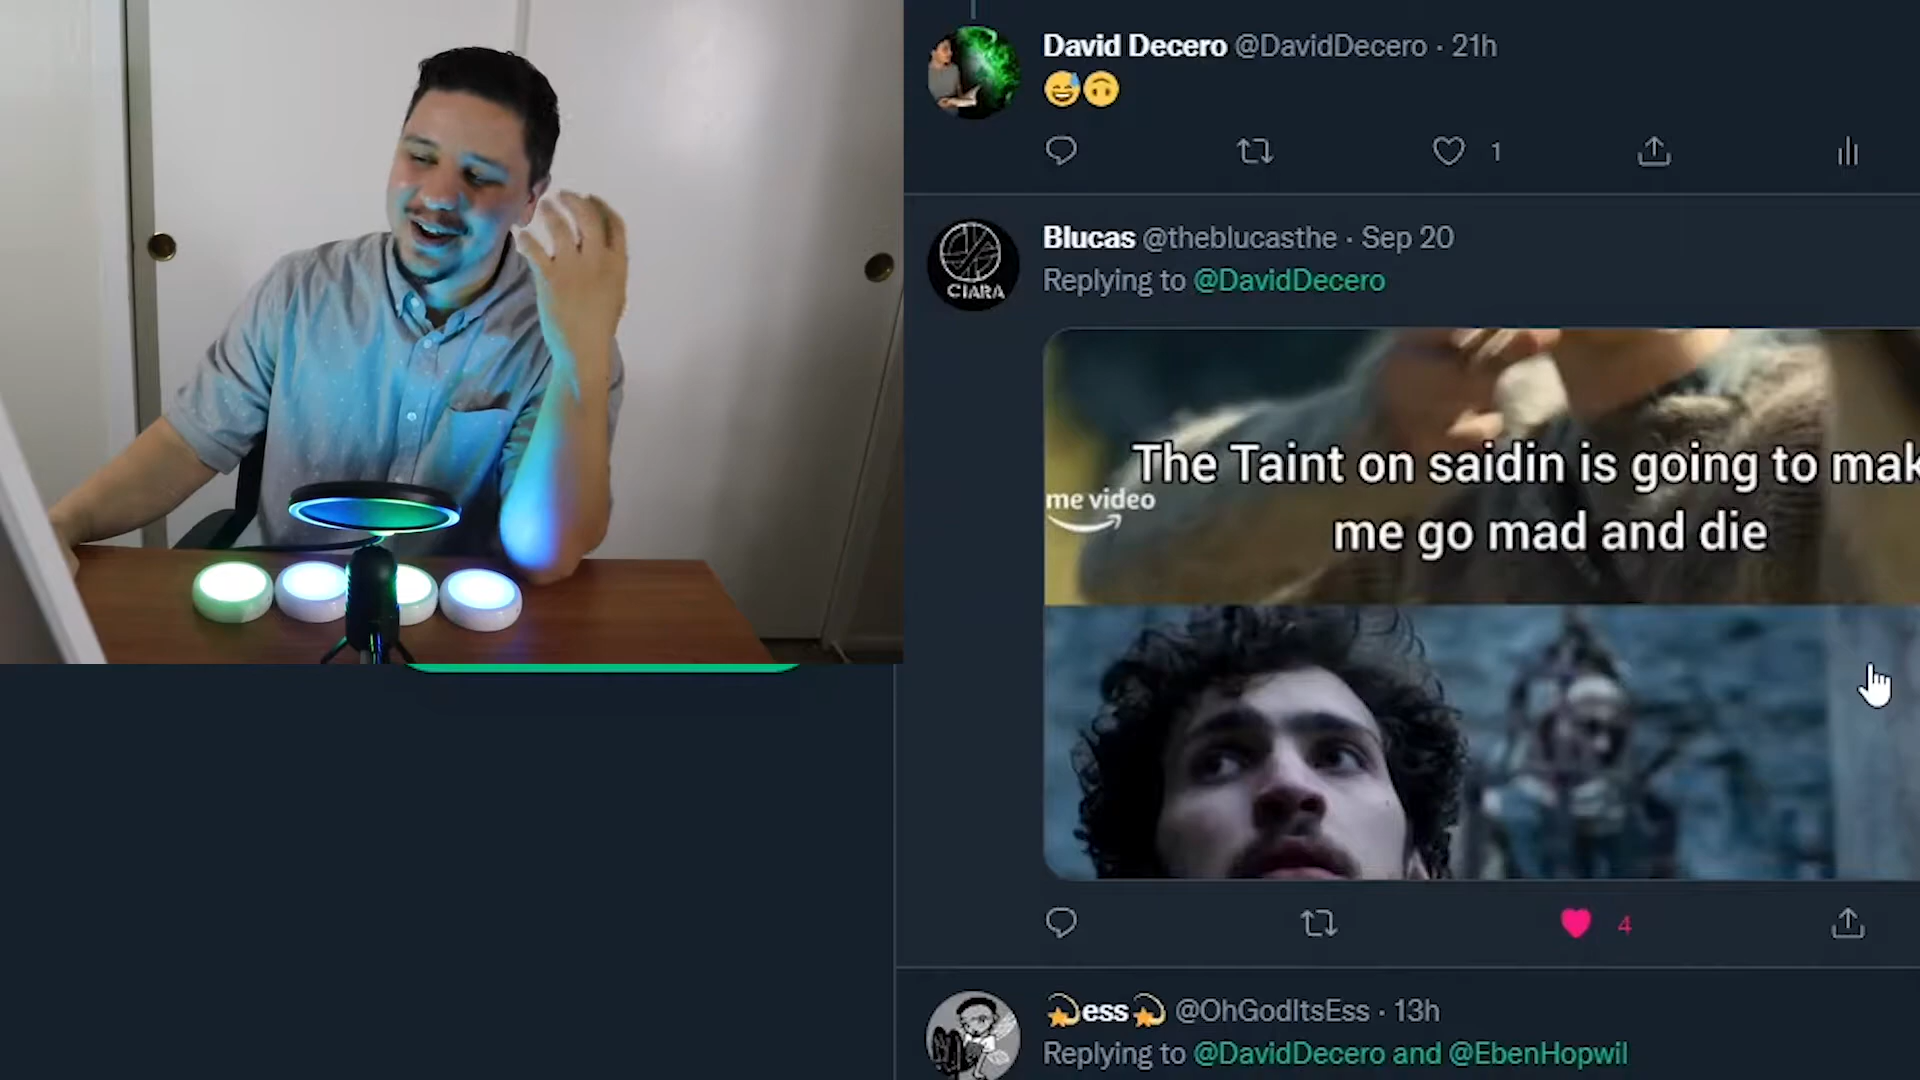 David Decero @DavidDecero · 21h
😅🙃
1
Blucas @theblucasthe · Sep 20
CIARA
Replying to @DavidDecero
The Taint on saidin is going to mak
me video
me go mad and die
4
💫ess💫 @OhGodItsEss · 13h
Replying to @DavidDecero and @EbenHopwil